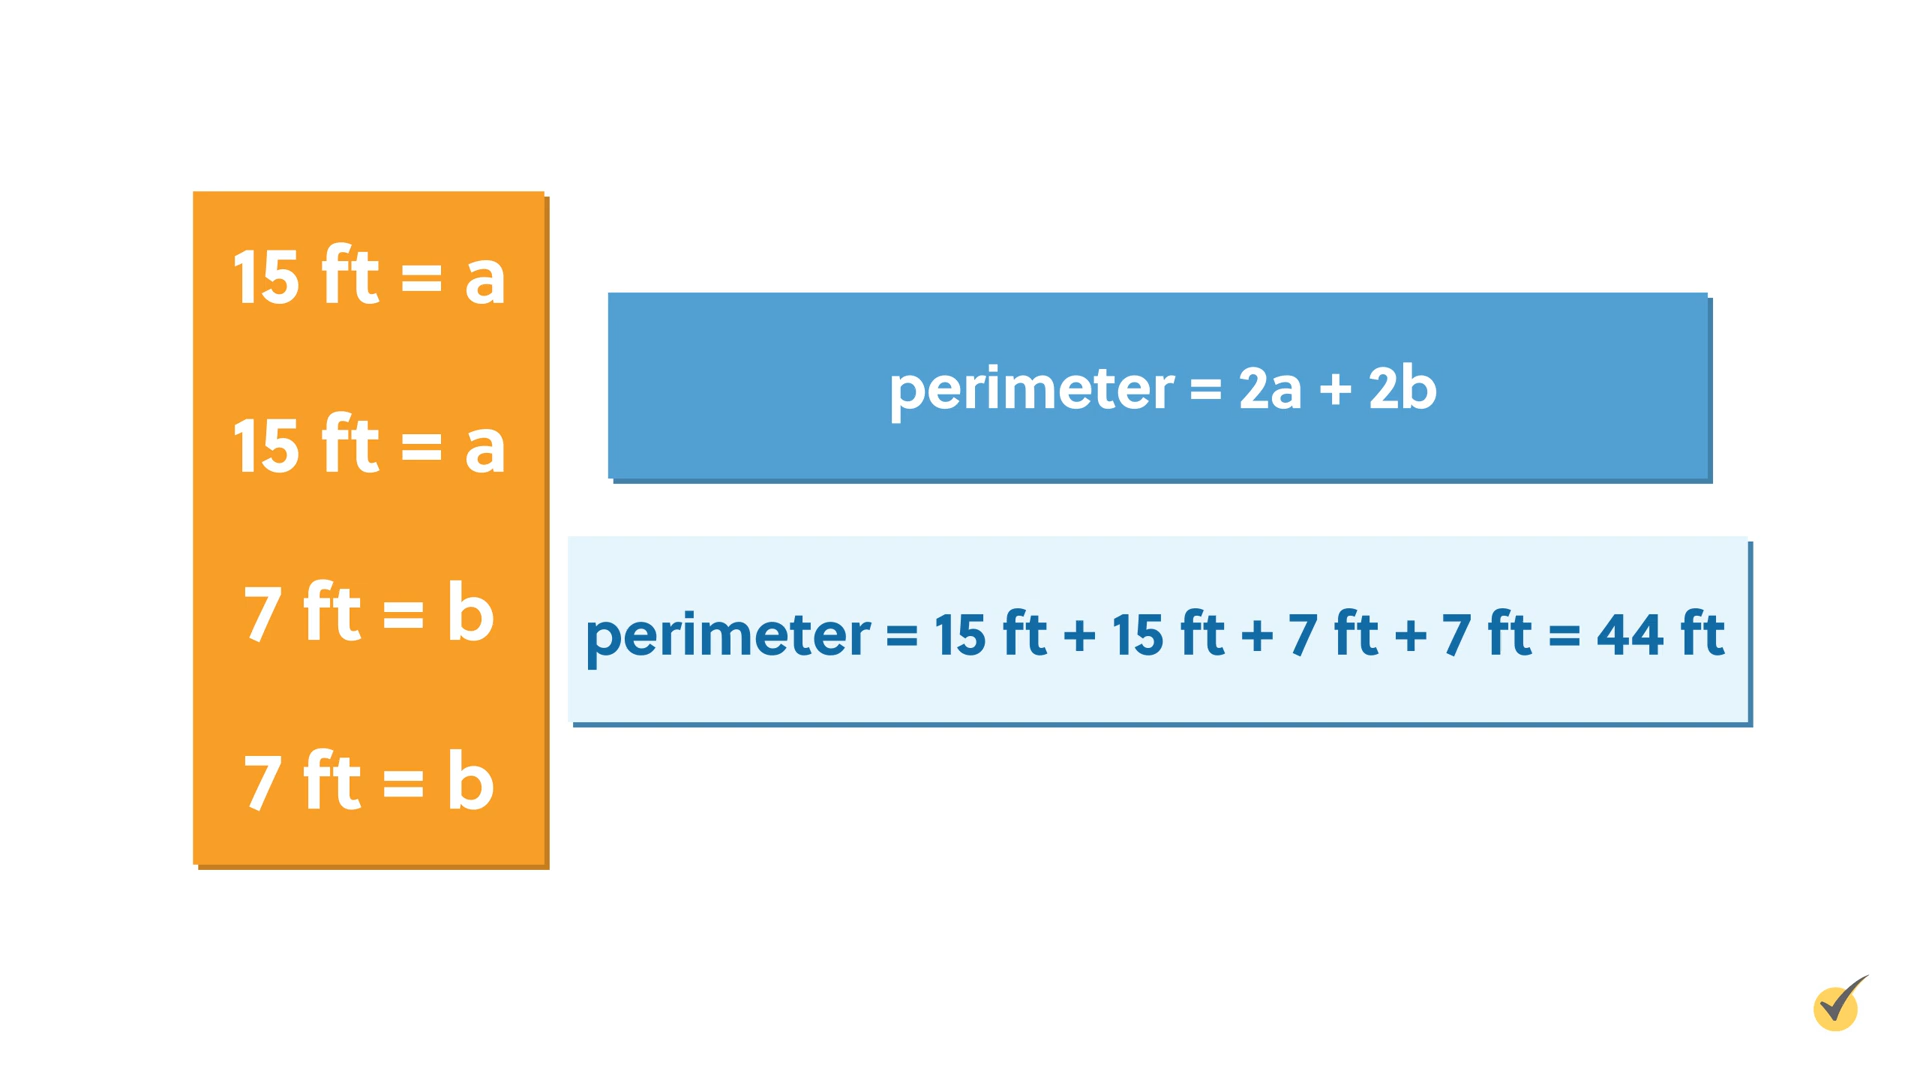 15 ft = a
15 ft = a
7 ft = b
7 ft = b
perimeter = 2a + 2b
perimeter = 15 ft + 15 ft + 7 ft + 7 ft = 44 ft